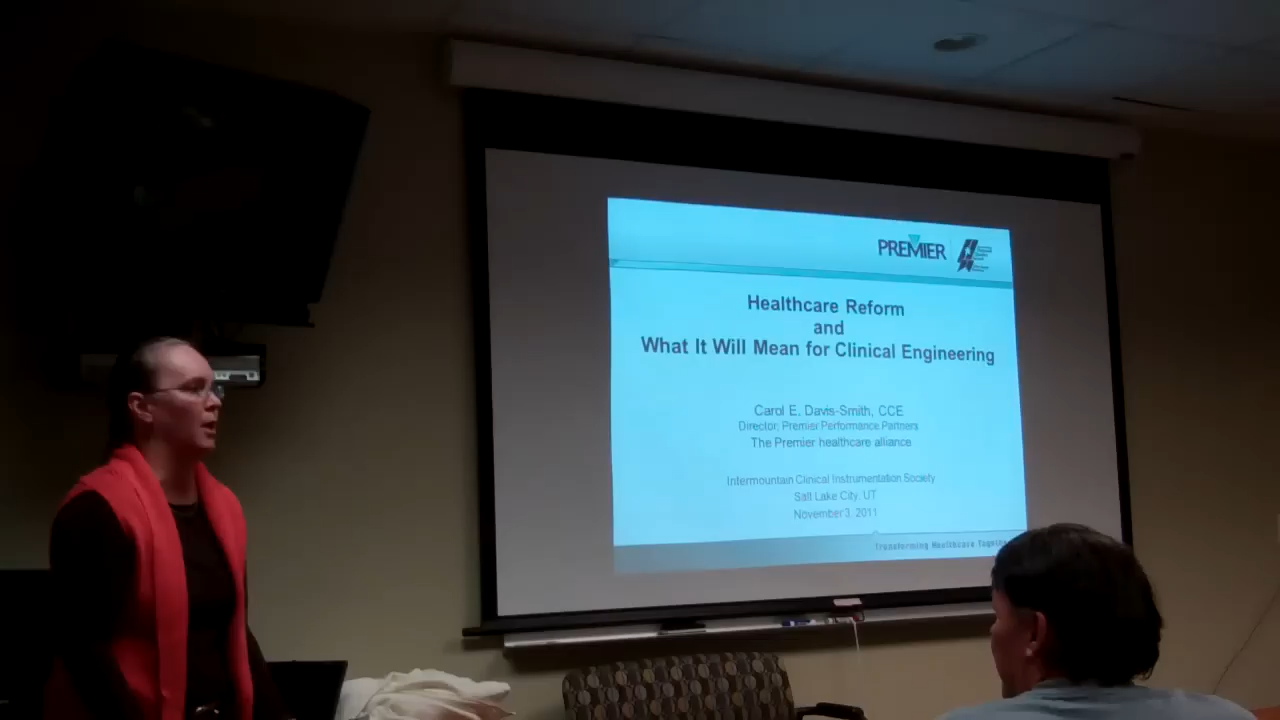 PREMIER
Healthcare Reform
and
What It Will Mean for Clinical Engineering
Carol E. Davis-Smith, CCE
Director, Premier Performance Partners
The Premier healthcare alliance
Intermountain Clinical Instrumentation Society
Salt Lake City, UT
November 3, 2011
Transforming Healthcare